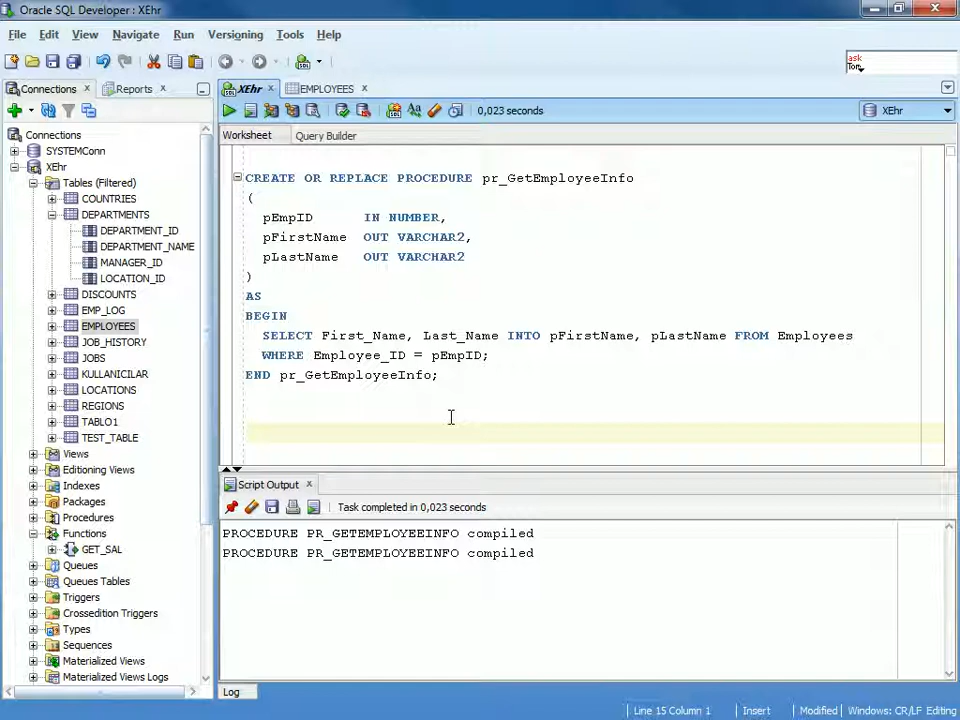 Oracle SQL Developer : XEhr
File Edit View Navigate Run Versioning Tools Help
ask
Tom
Connections Reports
Connections
SYSTEMConn
XEhr
Tables (Filtered)
COUNTRIES
DEPARTMENTS
DEPARTMENT_ID
DEPARTMENT_NAME
MANAGER_ID
LOCATION_ID
DISCOUNTS
EMP_LOG
EMPLOYEES
JOB_HISTORY
JOBS
KULLANICILAR
LOCATIONS
REGIONS
TABLO1
TEST_TABLE
Views
Editioning Views
Indexes
Packages
Procedures
Functions
GET_SAL
Queues
Queues Tables
Triggers
Crossedition Triggers
Types
Sequences
Materialized Views
Materialized Views Logs
XEhr EMPLOYEES
0,023 seconds XEhr
Worksheet Query Builder
CREATE OR REPLACE PROCEDURE pr_GetEmployeeInfo
(
pEmpID IN NUMBER,
pFirstName OUT VARCHAR2,
pLastName OUT VARCHAR2
)
AS
BEGIN
SELECT First_Name, Last_Name INTO pFirstName, pLastName FROM Employees
WHERE Employee_ID = pEmpID;
END pr_GetEmployeeInfo;
Script Output
Task completed in 0,023 seconds
PROCEDURE PR_GETEMPLOYEEINFO compiled
PROCEDURE PR_GETEMPLOYEEINFO compiled
Log
Line 15 Column 1 Insert Modified Windows: CR/LF Editing